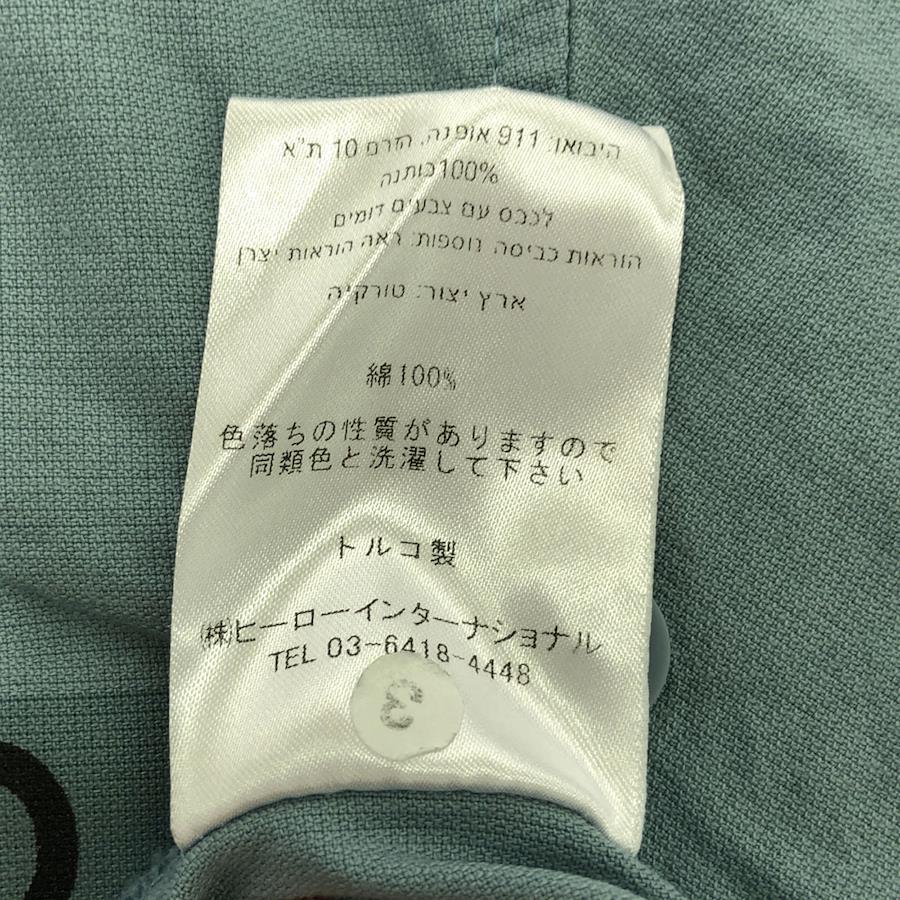 היבואן: 911 אופנה, הזרם 10 ת"א
100%כותנה
לכבס עם צבעים דומים
הוראות כביסה נוספות: ראה הוראות יצרן
ארץ יצור: טורקיה
綿100%
色落ちの性質がありますので
同類色と洗濯して下さい
トルコ製
(株)ヒーローインターナショナル
TEL 03-6418-4448
3